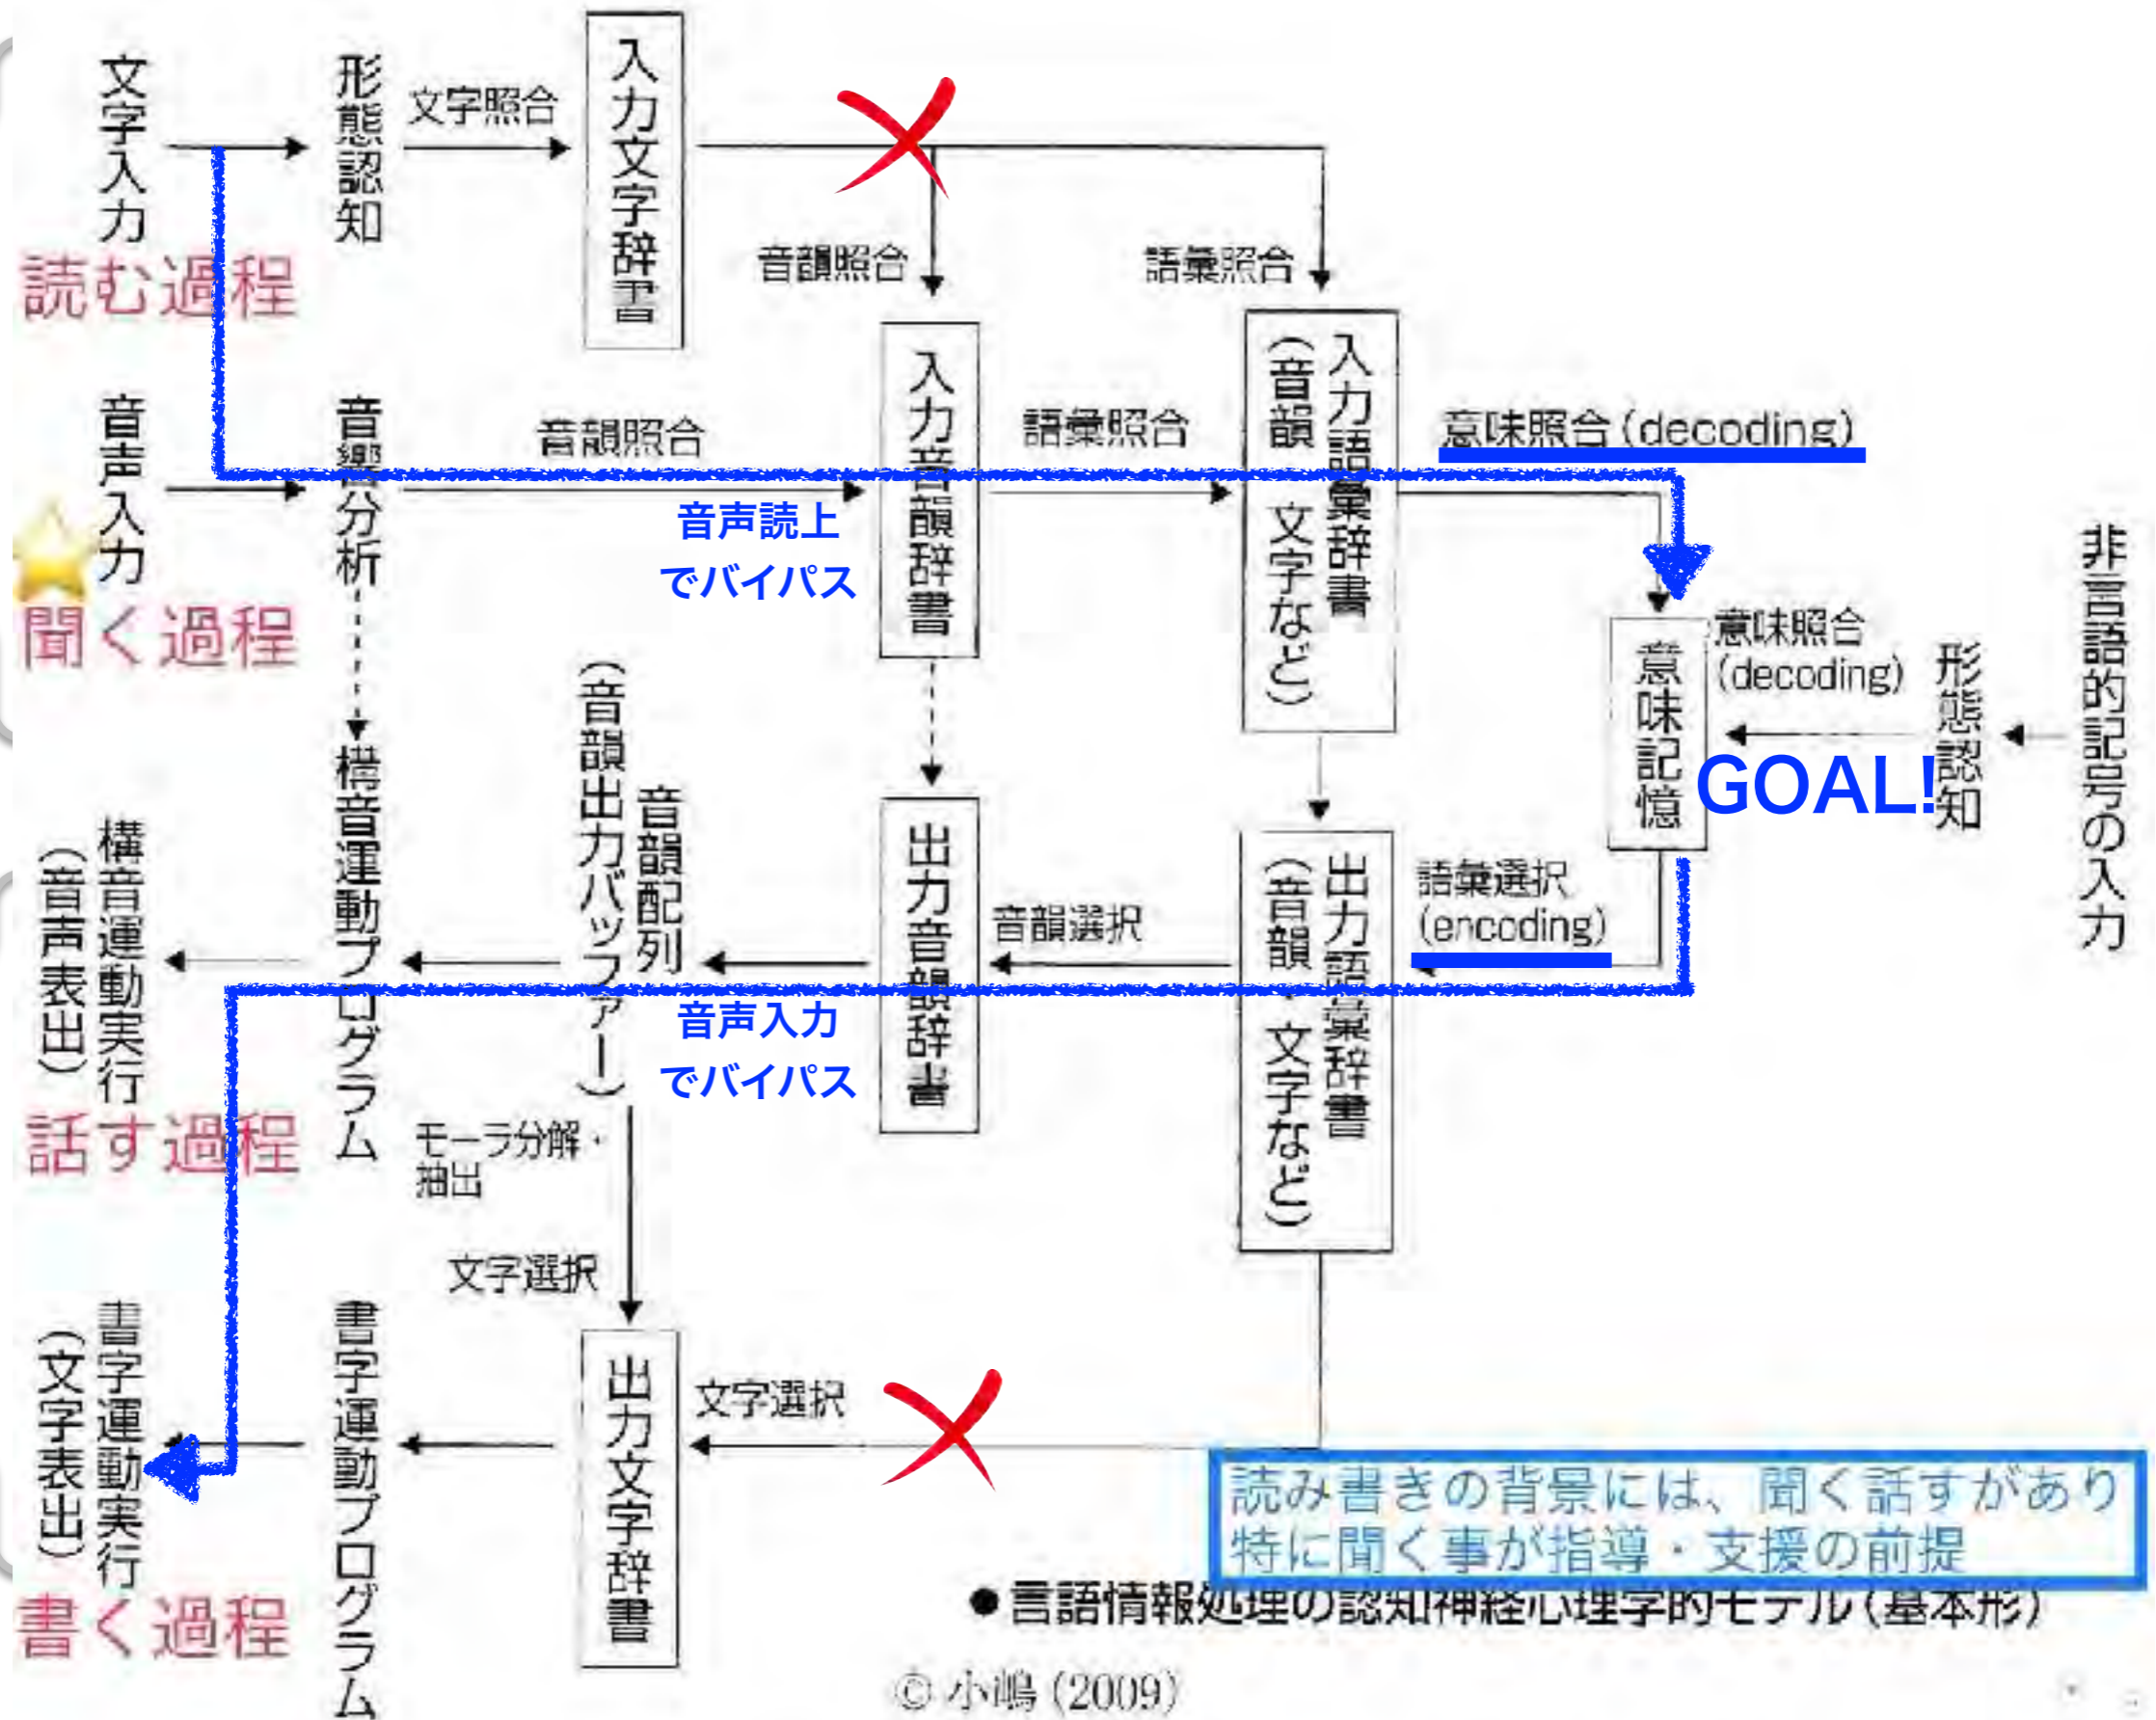 文字入力
形態認知
文字照合
入力文字辞書
音韻照合
語彙照合
読む過程
音声入力
音響分析
音韻照合
入力音韻辞書
語彙照合
入力語彙辞書
(音韻 文字など)
意味照合(decoding)
音声読上
でバイパス
聞く過程
意味記憶
意味照合
(decoding)
形態認知
非言語的記号の入力
GOAL!
構音運動実行
(音声表出)
構音運動プログラム
音韻配列
(音韻出力バッファー)
出力音韻辞書
音韻選択
出力語彙辞書
(音韻・文字など)
語彙選択
(encoding)
音声入力
でバイパス
話す過程
モーラ分解・
抽出
文字選択
書字運動実行
(文字表出)
書字運動プログラム
出力文字辞書
文字選択
書く過程
読み書きの背景には、聞く話すがあり
特に聞く事が指導・支援の前提
●言語情報処理の認知神経心理学的モデル(基本形)
© 小嶋 (2009)